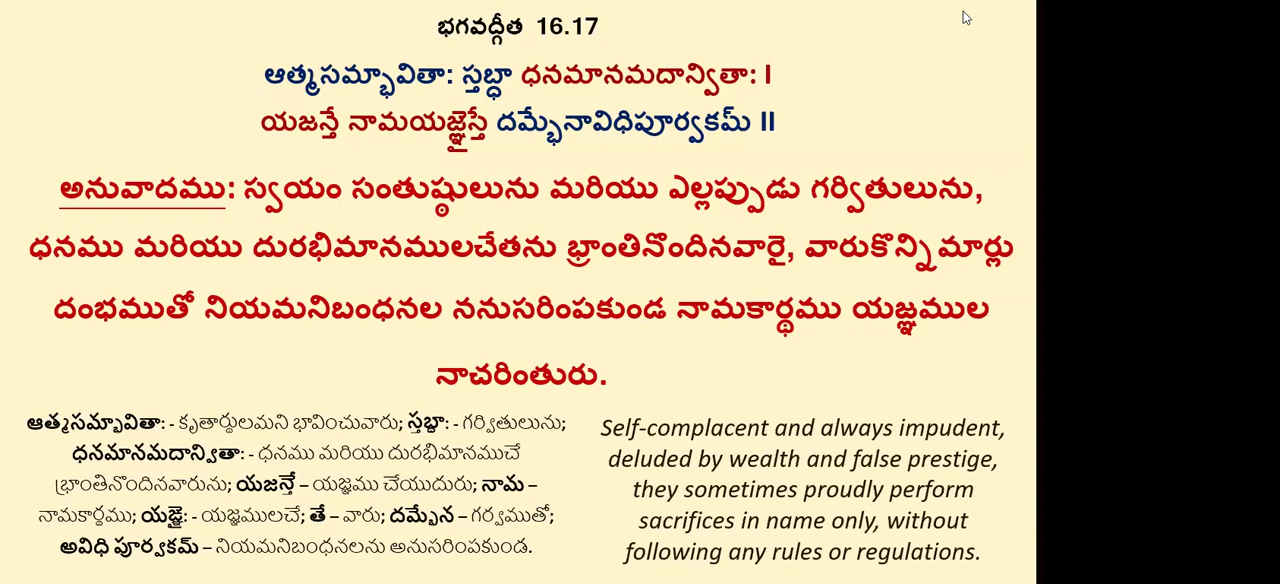 భగవద్గీత 16.17
ఆత్మసమ్భావితా: స్తబ్ధా ధనమానమదాన్వితా: I
యజన్తే నామయజ్ఞైస్తే దమ్భేనావిధిపూర్వకమ్ II
అనువాదము: స్వయం సంతుష్ఠులును మరియు ఎల్లప్పుడు గర్వితులును,
ధనము మరియు దురభిమానములచేతను భ్రాంతినొందినవారై, వారుకొన్నిమార్లు
దంభముతో నియమనిబంధనల ననుసరింపకుండ నామకార్థము యజ్ఞముల
నాచరింతురు.
ఆత్మసమ్భావితా: - కృతార్థులమని భావించువారు; స్తబ్ధా: - గర్వితులును;
ధనమానమదాన్వితా: - ధనము మరియు దురభిమానముచే
భ్రాంతినొందినవారును; యజన్తే – యజ్ఞము చేయుదురు; నామ –
నామకార్థము; యజ్ఞై: - యజ్ఞములచే; తే – వారు; దమ్భేన – గర్వముతో;
అవిధి పూర్వకమ్ – నియమనిబంధనలను అనుసరింపకుండ.
Self-complacent and always impudent,
deluded by wealth and false prestige,
they sometimes proudly perform
sacrifices in name only, without
following any rules or regulations.